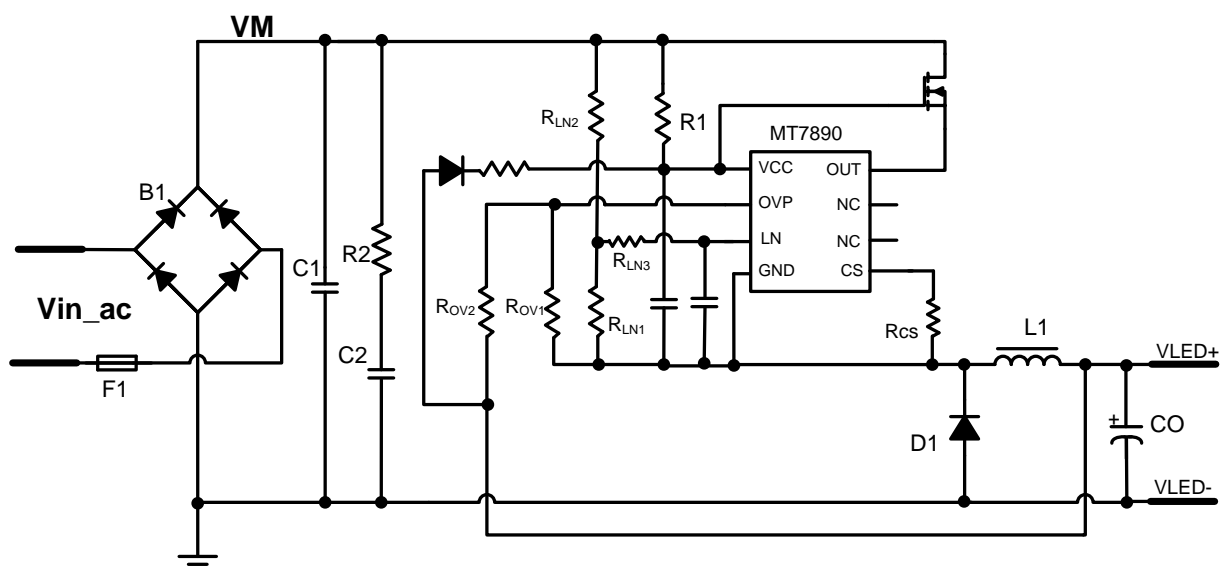 VM
RLN2
R1
MT7890
VCC
OUT
OVP
NC
LN
NC
GND
CS
B1
Vin_ac
F1
C1
R2
C2
ROV2
ROV1
RLN3
RLN1
Rcs
L1
VLED+
D1
+
CO
VLED-